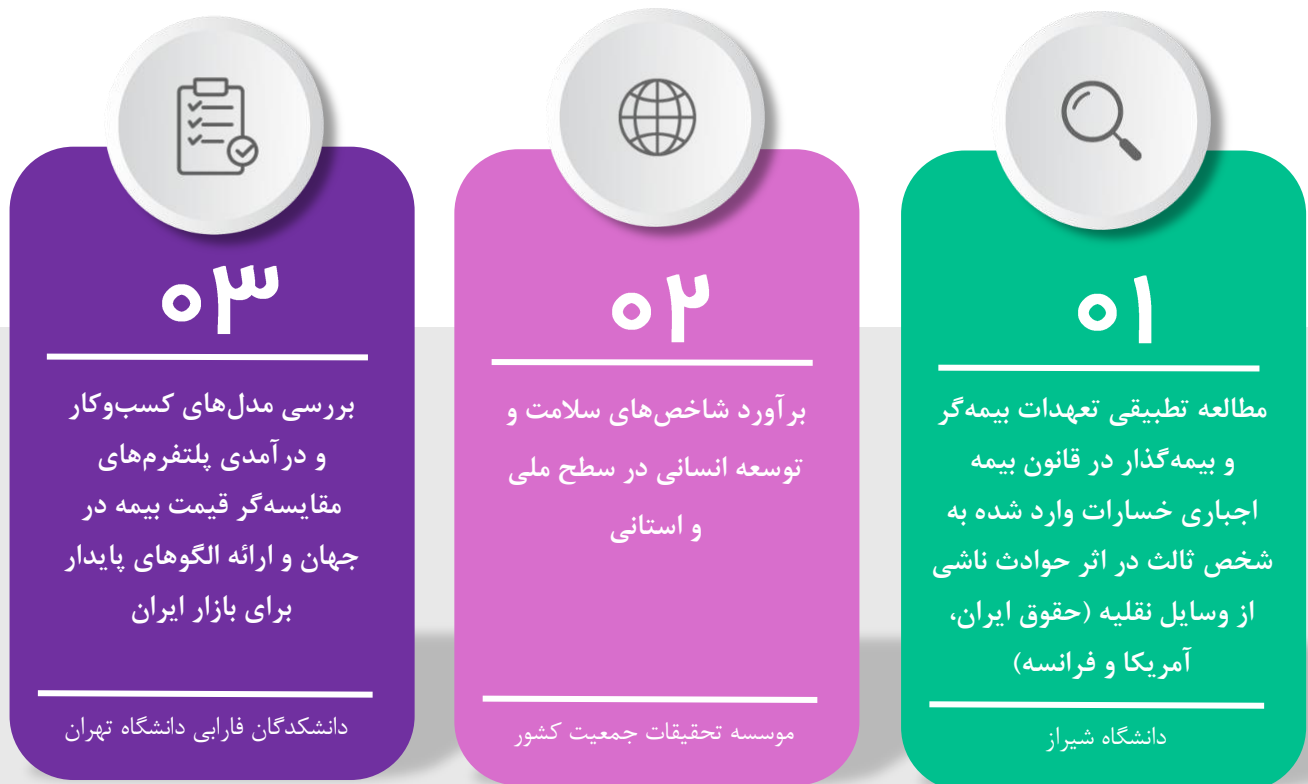 ۰۱
مطالعه تطبیقی تعهدات بیمه‌گر
و بیمه‌گذار در قانون بیمه
اجباری خسارات وارد شده به
شخص ثالث در اثر حوادث ناشی
از وسایل نقلیه (حقوق ایران،
آمریکا و فرانسه)
دانشگاه شیراز
۰۲
برآورد شاخص‌های سلامت و
توسعه انسانی در سطح ملی
و استانی
موسسه تحقیقات جمعیت کشور
۰۳
بررسی مدل‌های کسب‌وکار
و درآمدی پلتفرم‌های
مقایسه‌گر قیمت بیمه در
جهان و ارائه الگوهای پایدار
برای بازار ایران
دانشکدگان فارابی دانشگاه تهران